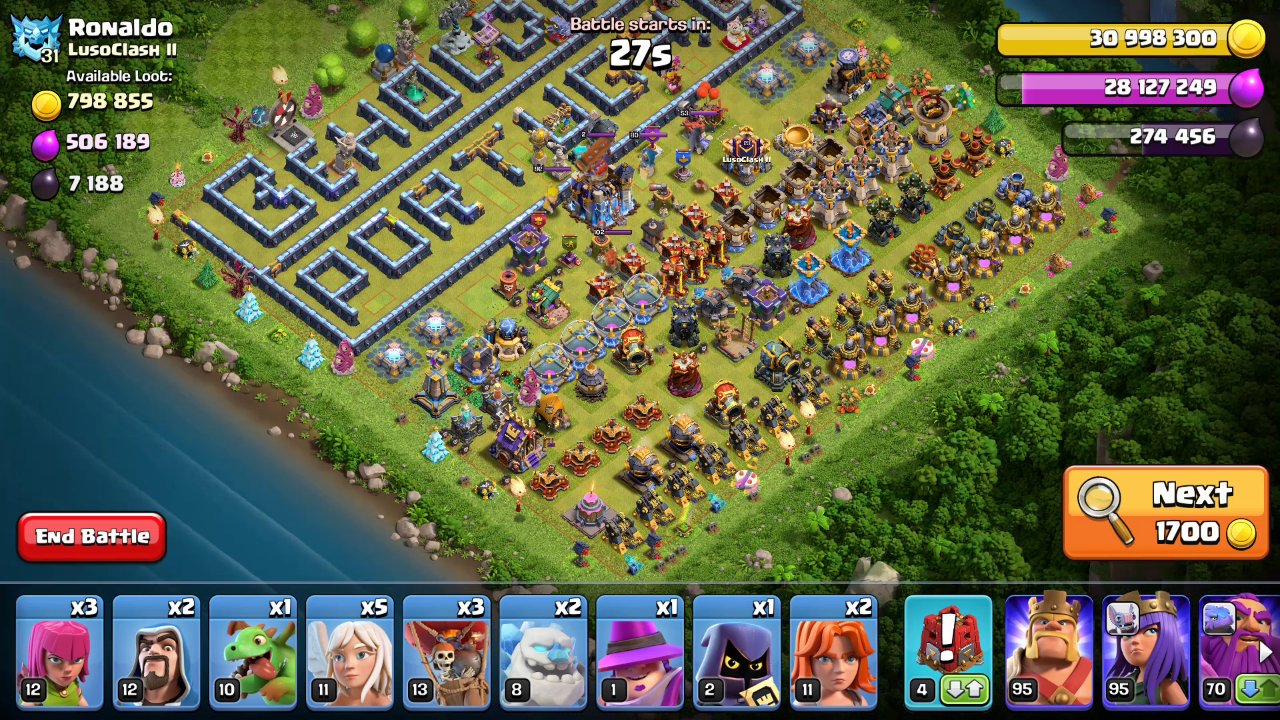 Ronaldo
31
LusoClash II
Available Loot:
798 855
506 189
7 188
Battle starts in:
27s
30 998 300
28 127 249
274 456
LusoClash II
PORT
End Battle
Next
1700
x3
x2
x1
x5
x3
x2
x1
x1
x2
12
12
10
11
13
8
1
2
11
4
95
95
70